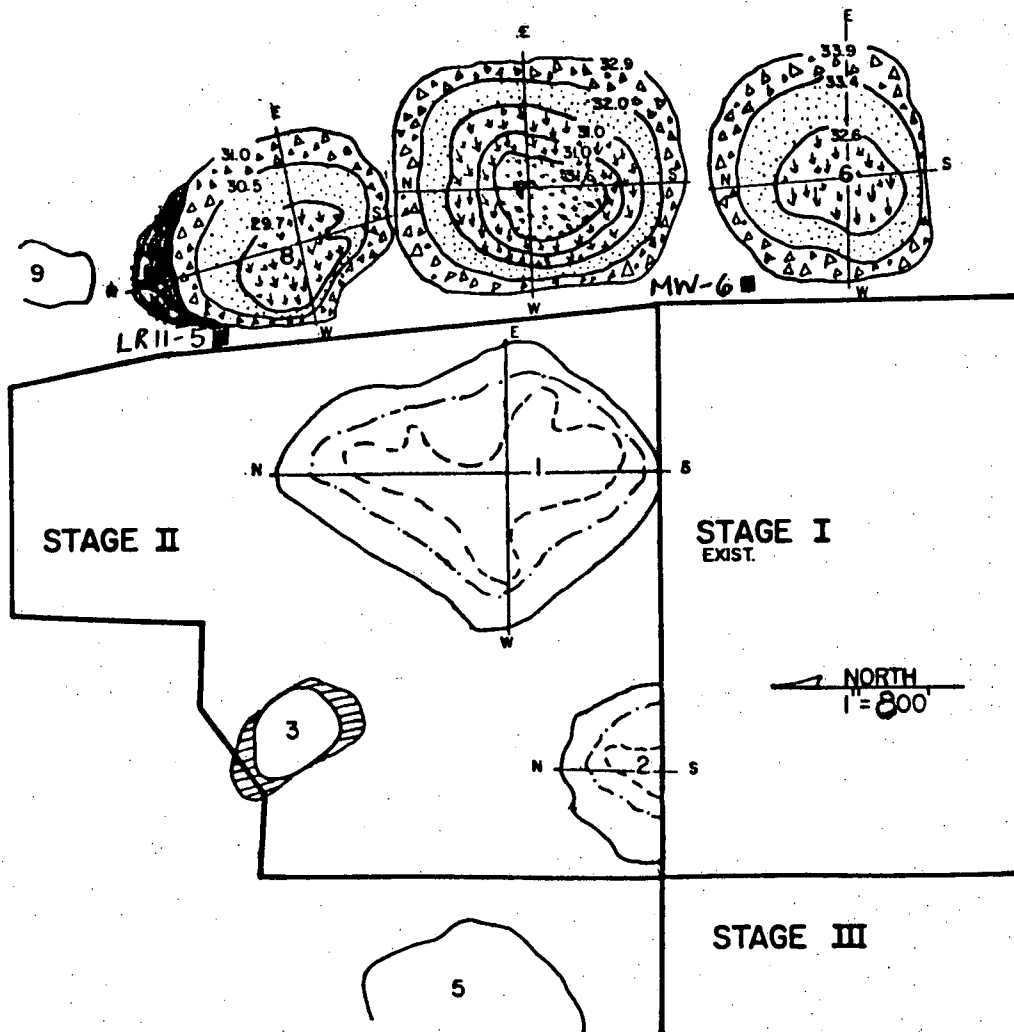 E
33.9
33.4
32.6
N
6
S
W
E
32.9
32.0
31.0
31.0
N
S
W
E
31.0
30.5
29.7
8
S
W
9
*
LR11-5
MW-6
E
N
1
S
W
STAGE II
STAGE I
EXIST.
NORTH
1"=800'
3
N
2
S
5
STAGE III